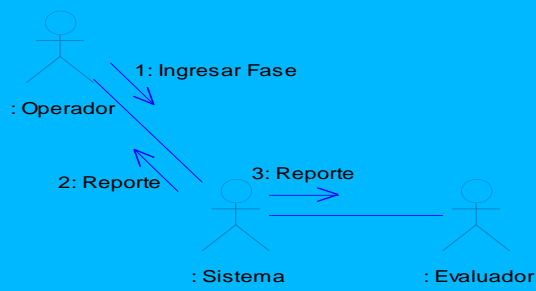 1: Ingresar Fase
: Operador
2: Reporte
3: Reporte
: Sistema
: Evaluador